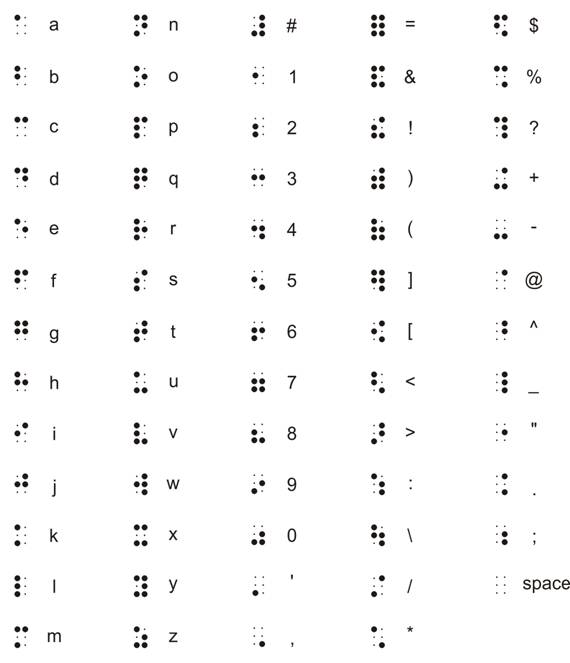 ⠁ a ⠝ n ⠼ # ⠿ = ⠫ $
⠃ b ⠕ o ⠂ 1 ⠯ & ⠩ %
⠉ c ⠏ p ⠆ 2 ⠮ ! ⠹ ?
⠙ d ⠟ q ⠒ 3 ⠾ ) ⠬ +
⠑ e ⠗ r ⠲ 4 ⠷ ( ⠤ -
⠋ f ⠎ s ⠢ 5 ⠻ ] ⠈ @
⠛ g ⠞ t ⠖ 6 ⠪ [ ⠘ ^
⠓ h ⠥ u ⠶ 7 ⠣ < ⠸ _
⠊ i ⠧ v ⠦ 8 ⠜ > ⠐ "
⠚ j ⠺ w ⠔ 9 ⠱ : ⠨ .
⠅ k ⠭ x ⠴ 0 ⠳ \ ⠰ ;
⠇ l ⠽ y ⠄ ' ⠌ / ⠀ space
⠍ m ⠵ z ⠠ , ⠡ *